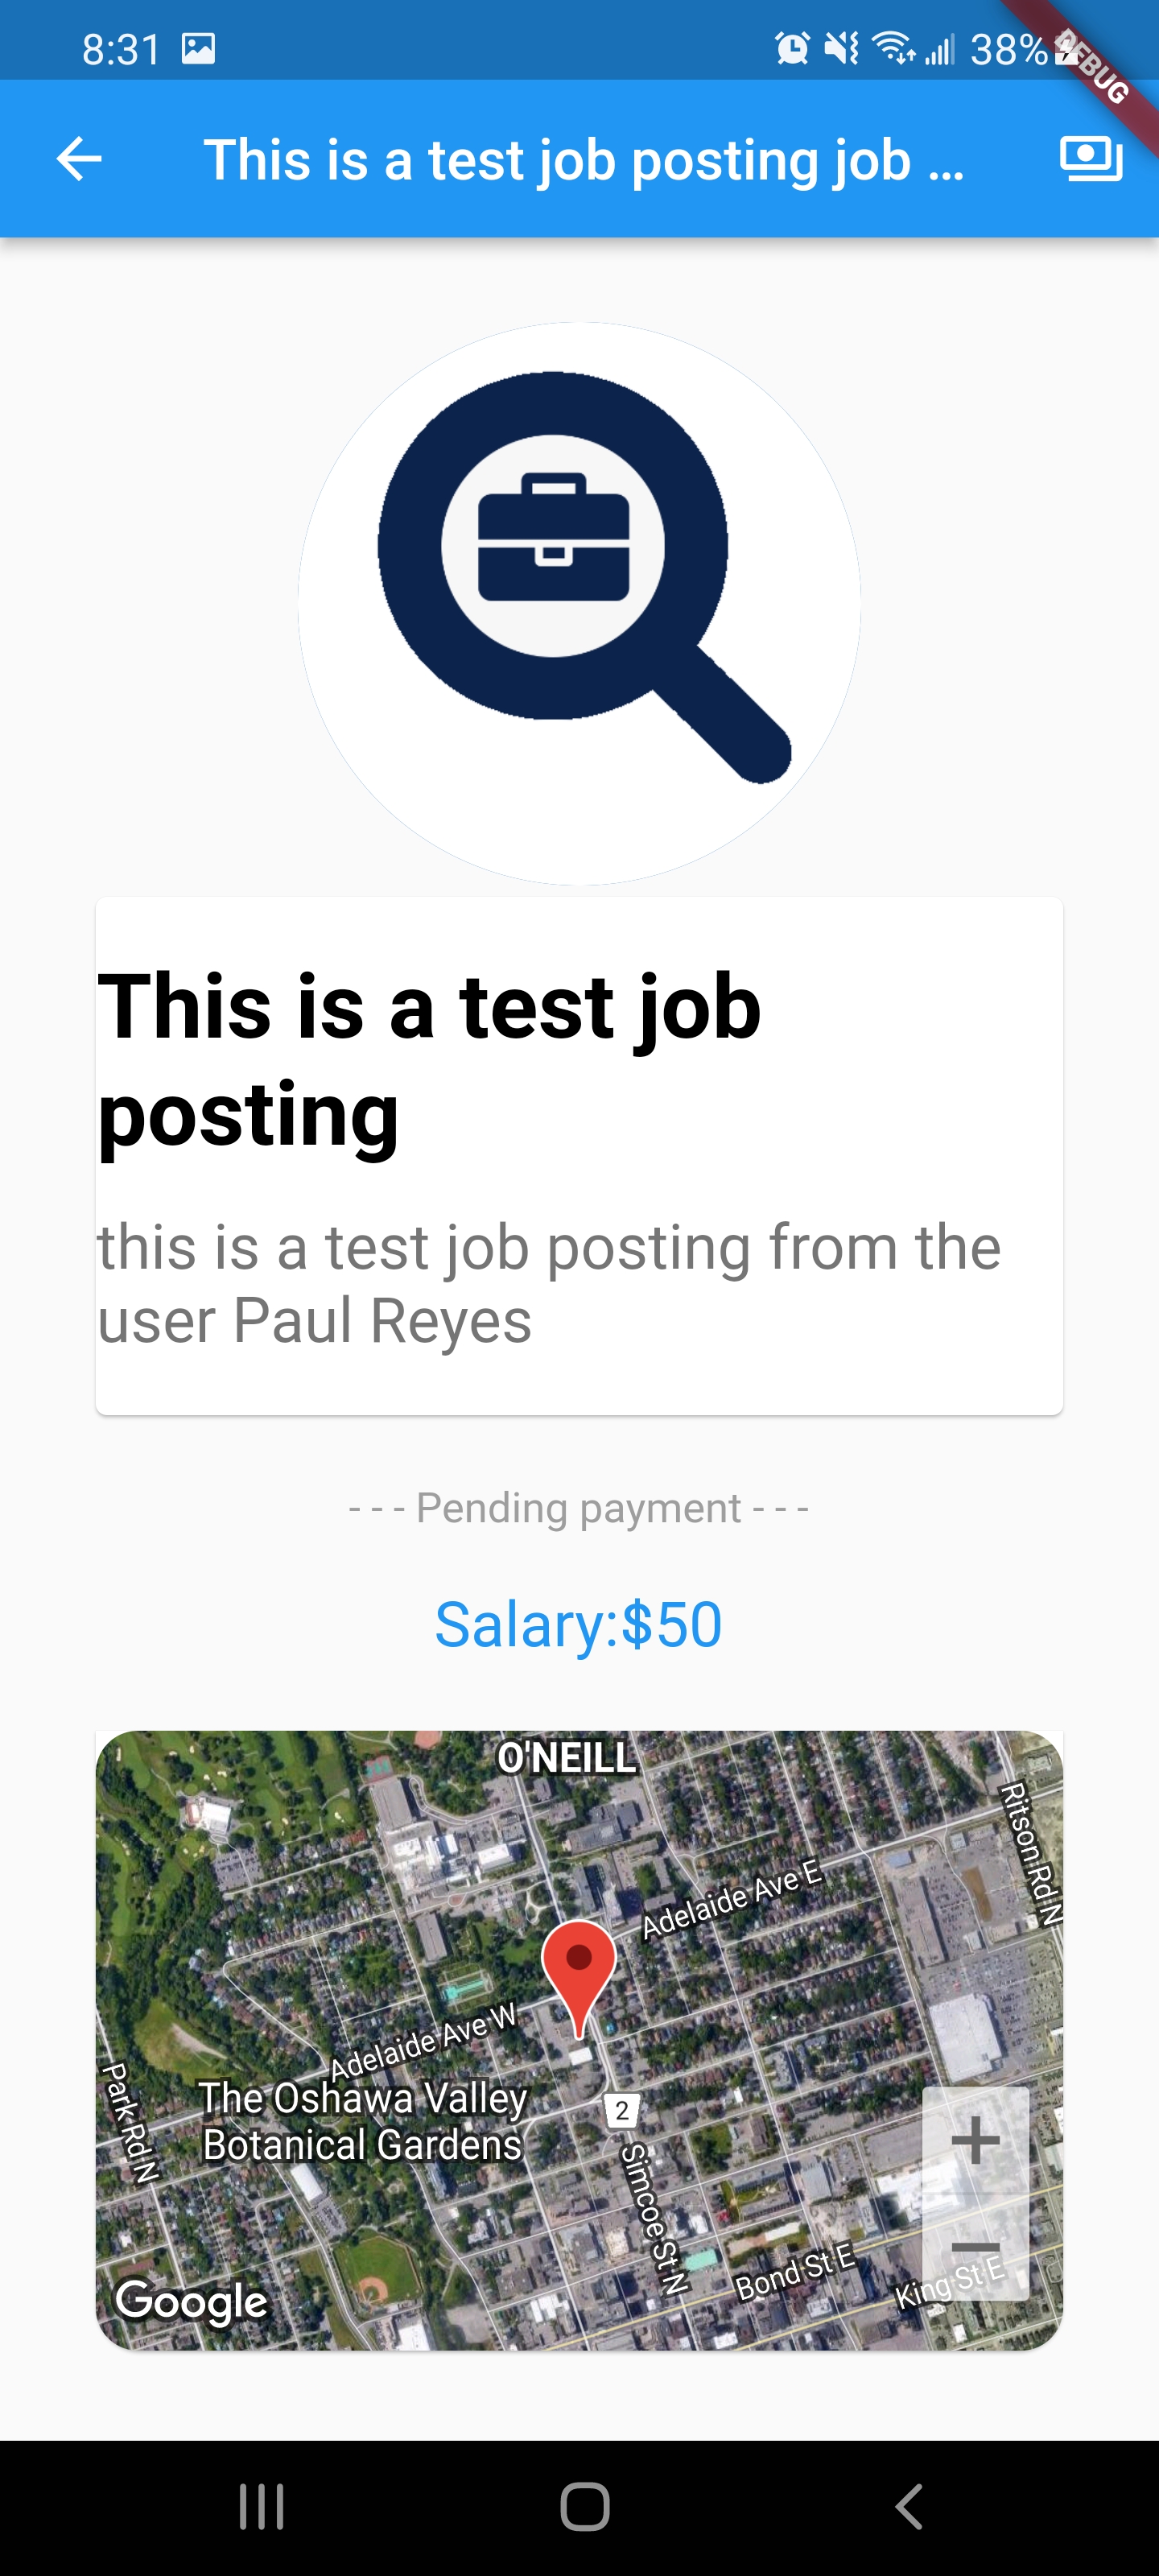 8:31
38%
DEBUG
This is a test job posting job ...
This is a test job
posting
this is a test job posting from the
user Paul Reyes
- - - Pending payment - - -
Salary:$50
O'NEILL
Ritson Rd N
Adelaide Ave E
Adelaide Ave W
Park Rd N
The Oshawa Valley
Botanical Gardens
2
Simcoe St N
Bond St E
King St E
Google